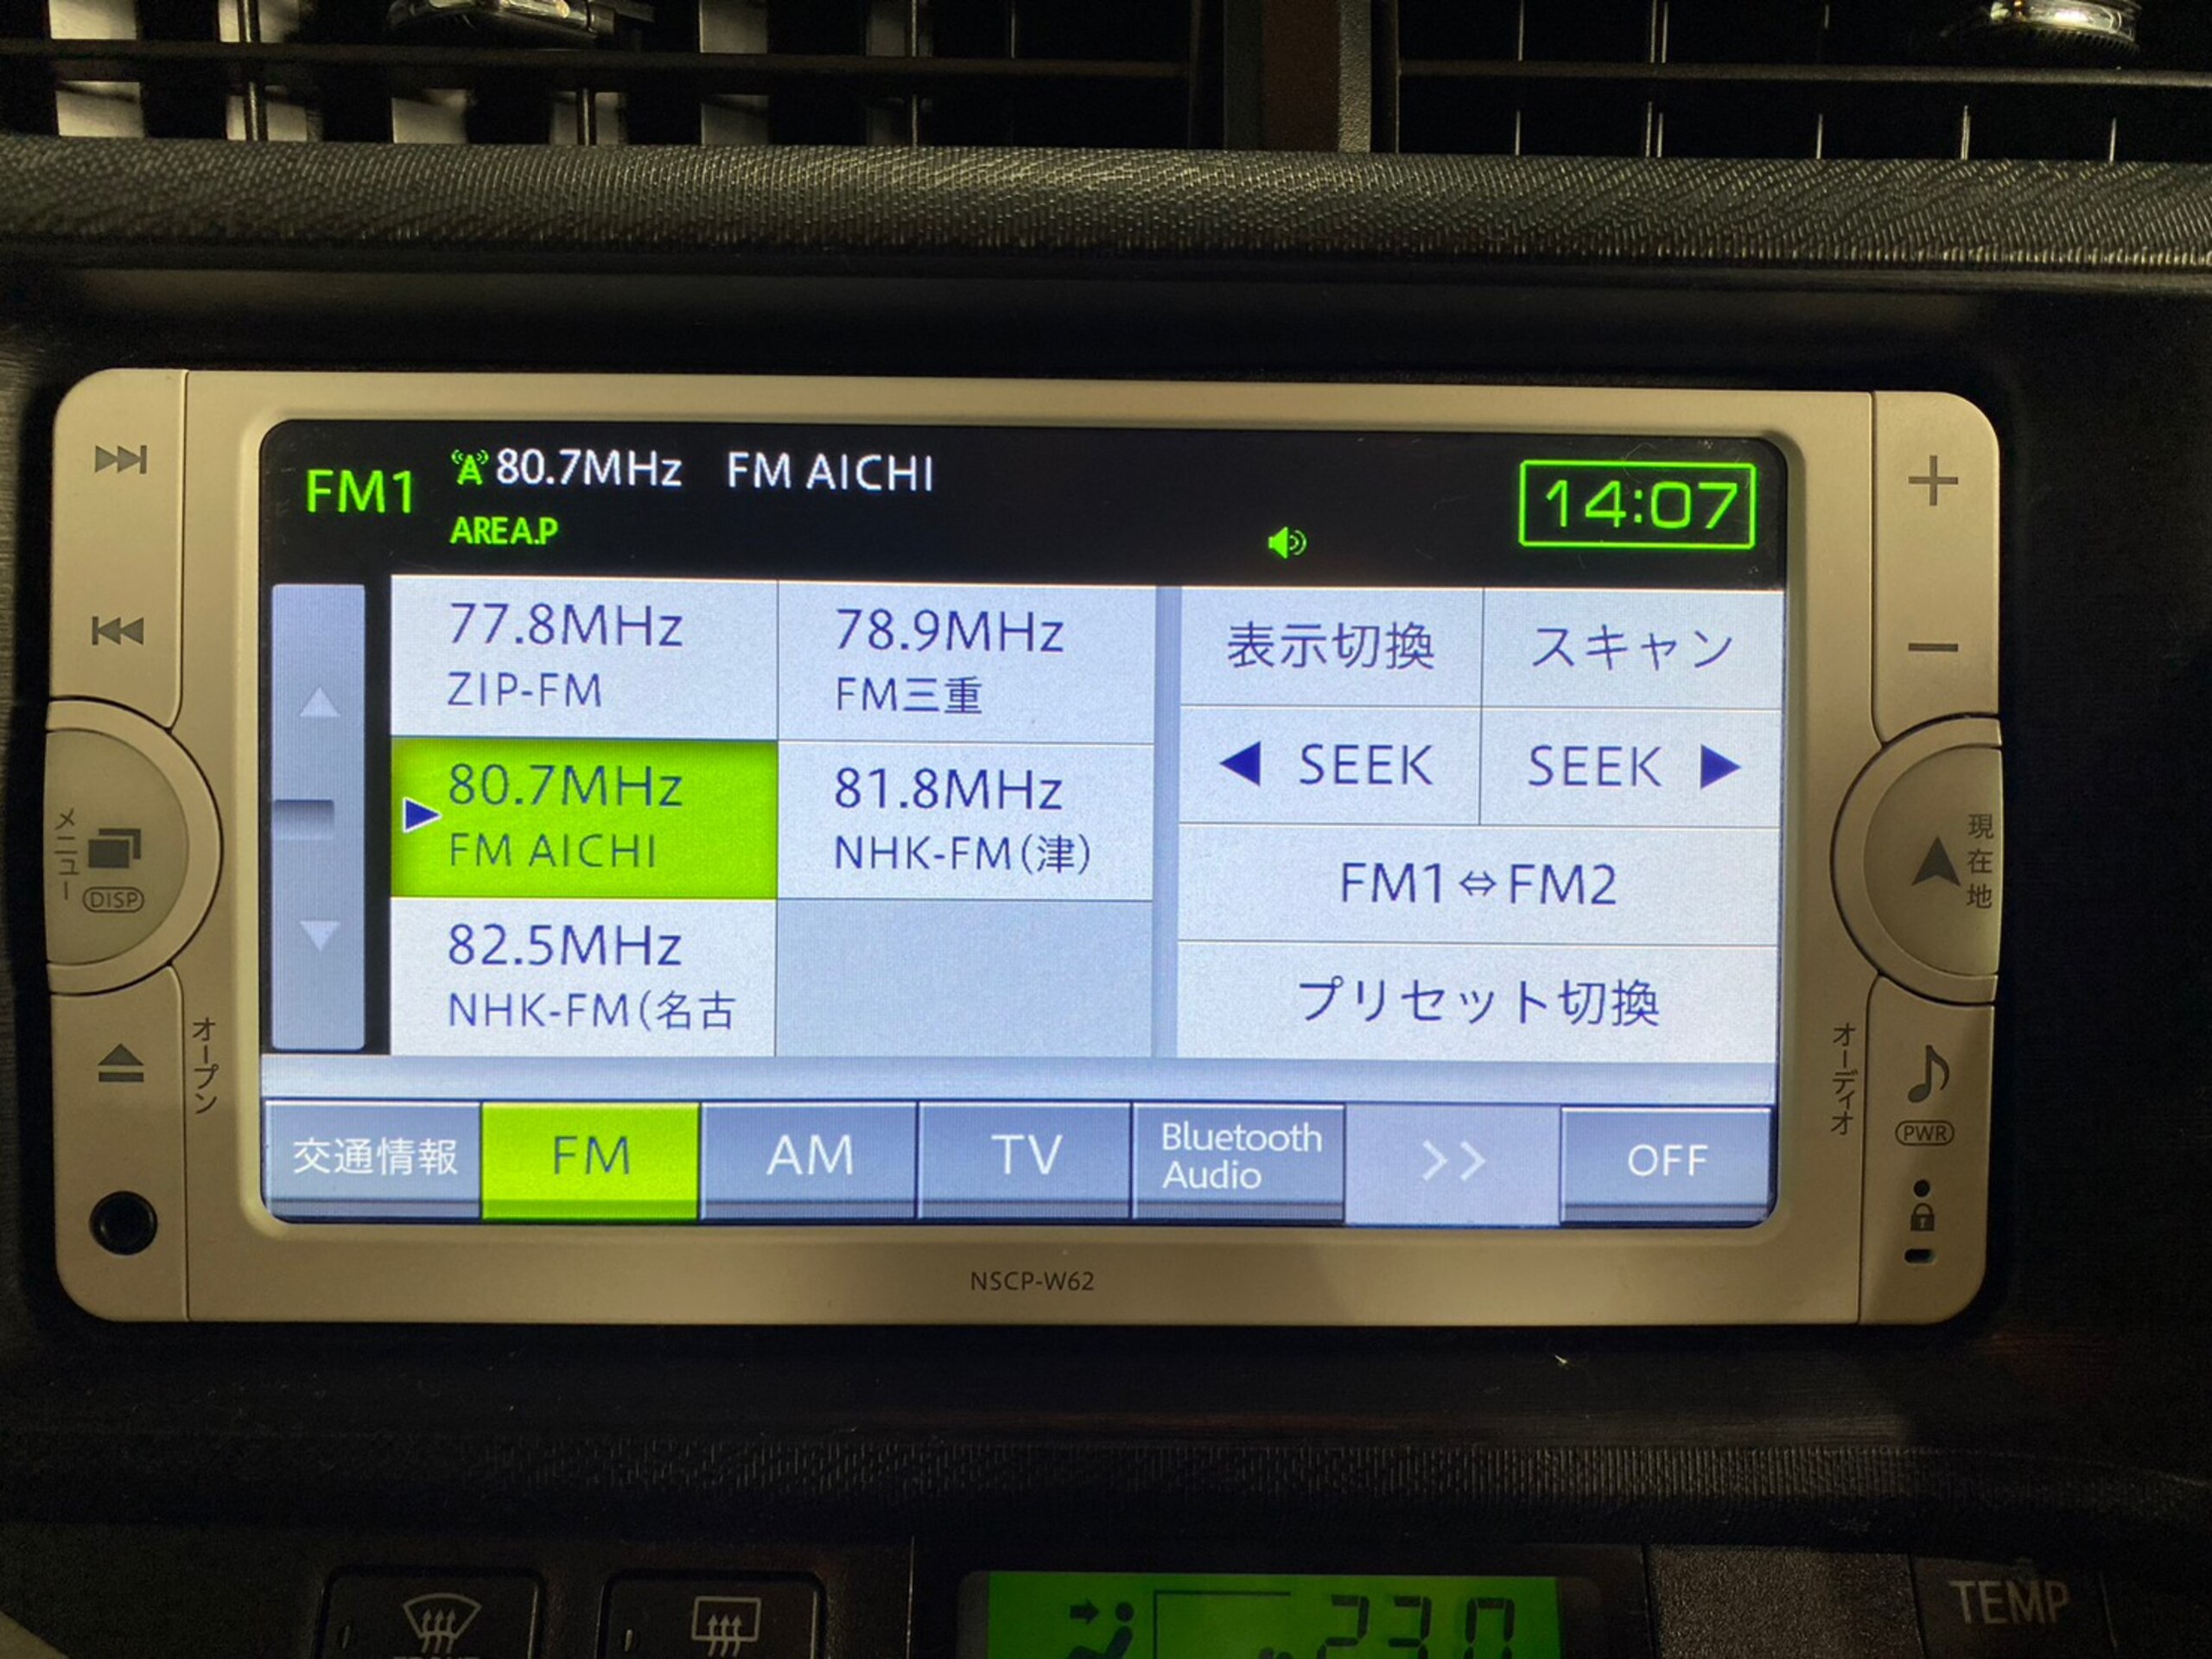 FM1
80.7MHz FM AICHI
AREA.P
14:07
77.8MHz
ZIP-FM
78.9MHz
FM三重
80.7MHz
FM AICHI
81.8MHz
NHK-FM(津)
82.5MHz
NHK-FM(名古
表示切換
スキャン
SEEK
SEEK
FM1⇔FM2
プリセット切換
交通情報
FM
AM
TV
Bluetooth
Audio
>>
OFF
メニュー
DISP
オープン
現在地
オーディオ
PWR
NSCP-W62
23.0
TEMP